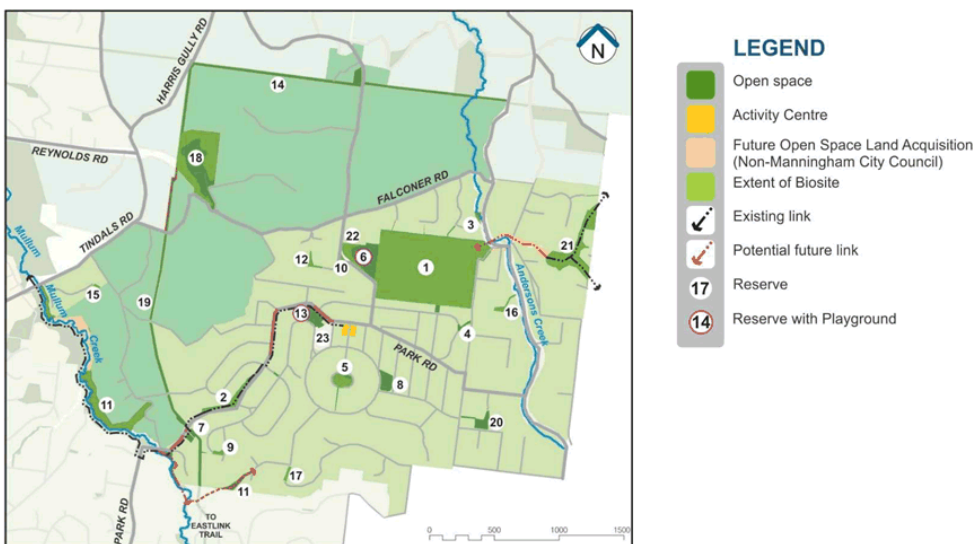 HARRIS GULLY RD
N
14
REYNOLDS RD
18
FALCONER RD
TINDALS RD
3
22
6
21
12
10
1
Mullum
Mullum
Creek
15
19
Andersons Creek
16
13
23
4
PARK RD
5
8
11
2
20
7
9
17
11
PARK RD
TO
EASTLINK
TRAIL
0 500 1000 1500
LEGEND
Open space
Activity Centre
Future Open Space Land Acquisition
(Non-Manningham City Council)
Extent of Biosite
Existing link
Potential future link
17 Reserve
14 Reserve with Playground